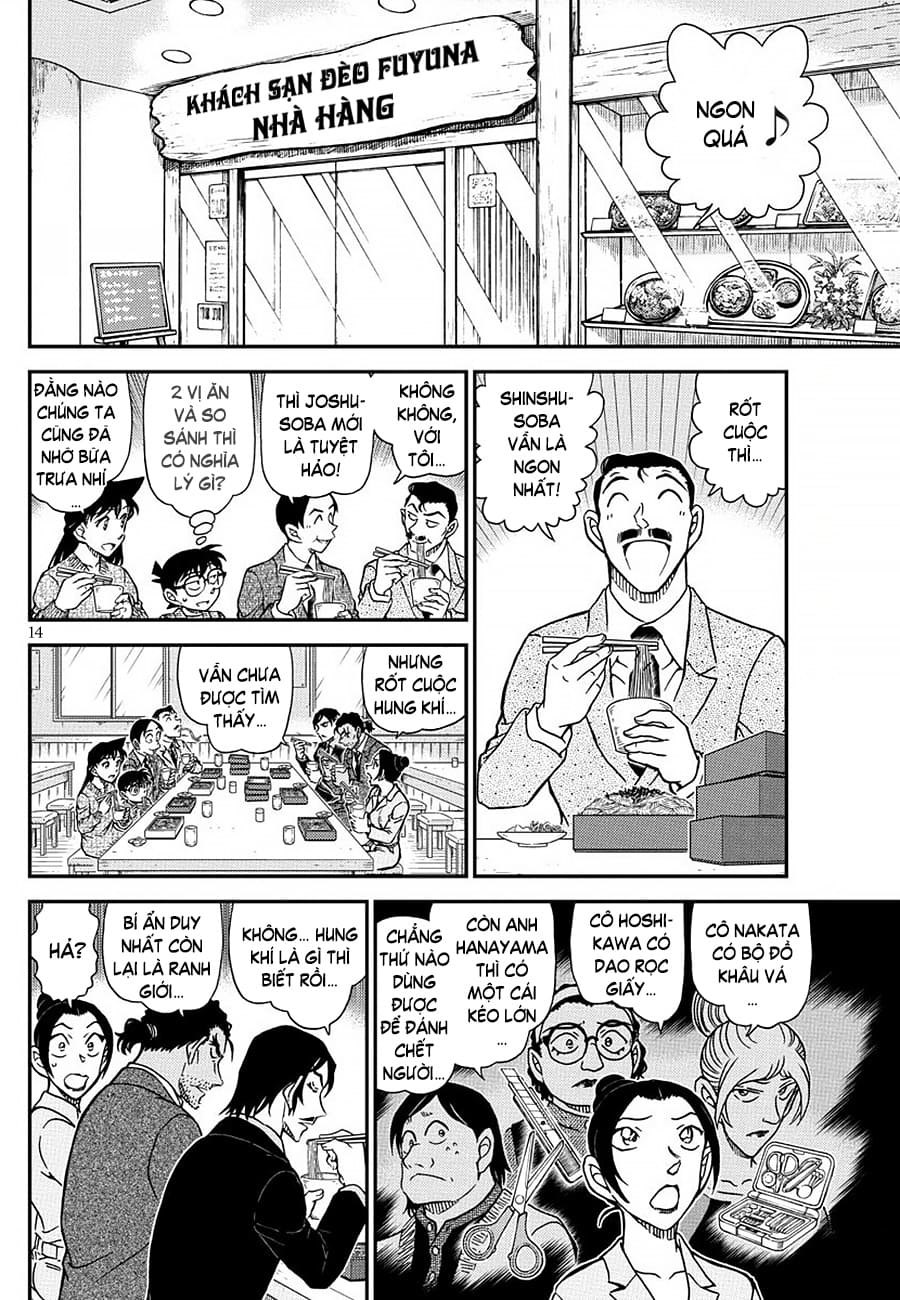 KHÁCH SẠN ĐÈO FUYUNA
NHÀ HÀNG
NGON
QUÁ ♪
RỐT
CUỘC
THÌ...
SHINSHU-
SOBA
VẪN LÀ
NGON
NHẤT!
KHÔNG
KHÔNG,
VỚI
TÔI...
THÌ JOSHU-
SOBA MỚI
LÀ TUYỆT
HẢO!
2 VỊ ĂN
VÀ SO
SÁNH THÌ
CÓ NGHĨA
LÝ GÌ?
ĐẰNG NÀO
CHÚNG TA
CŨNG ĐÃ
NHỜ BỮA
TRƯA NHÍ
...
14
NHƯNG
RỐT CUỘC
HUNG KHÍ...
VẪN CHƯA
ĐƯỢC TÌM
THẤY...
CÔ NAKATA
CÓ BỘ ĐỒ
KHÂU VÁ
...
CÔ HOSHI-
KAWA CÓ
DAO RỌC
GIẤY...
CÒN ANH
HANAYAMA
THÌ CÓ
MỘT CÁI
KÉO LỚN
...
CHẲNG
THỨ NÀO
DÙNG
ĐƯỢC
ĐỂ ĐÁNH
CHẾT
NGƯỜI...
KHÔNG... HUNG
KHÍ LÀ GÌ THÌ
BIẾT RỒI...
BÍ ẨN DUY
NHẤT CÒN
LẠI LÀ RANH
GIỚI...
HẢ?